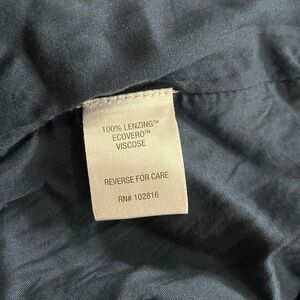 100% LENZING™
ECOVERO™
VISCOSE
REVERSE FOR CARE
RN# 102816